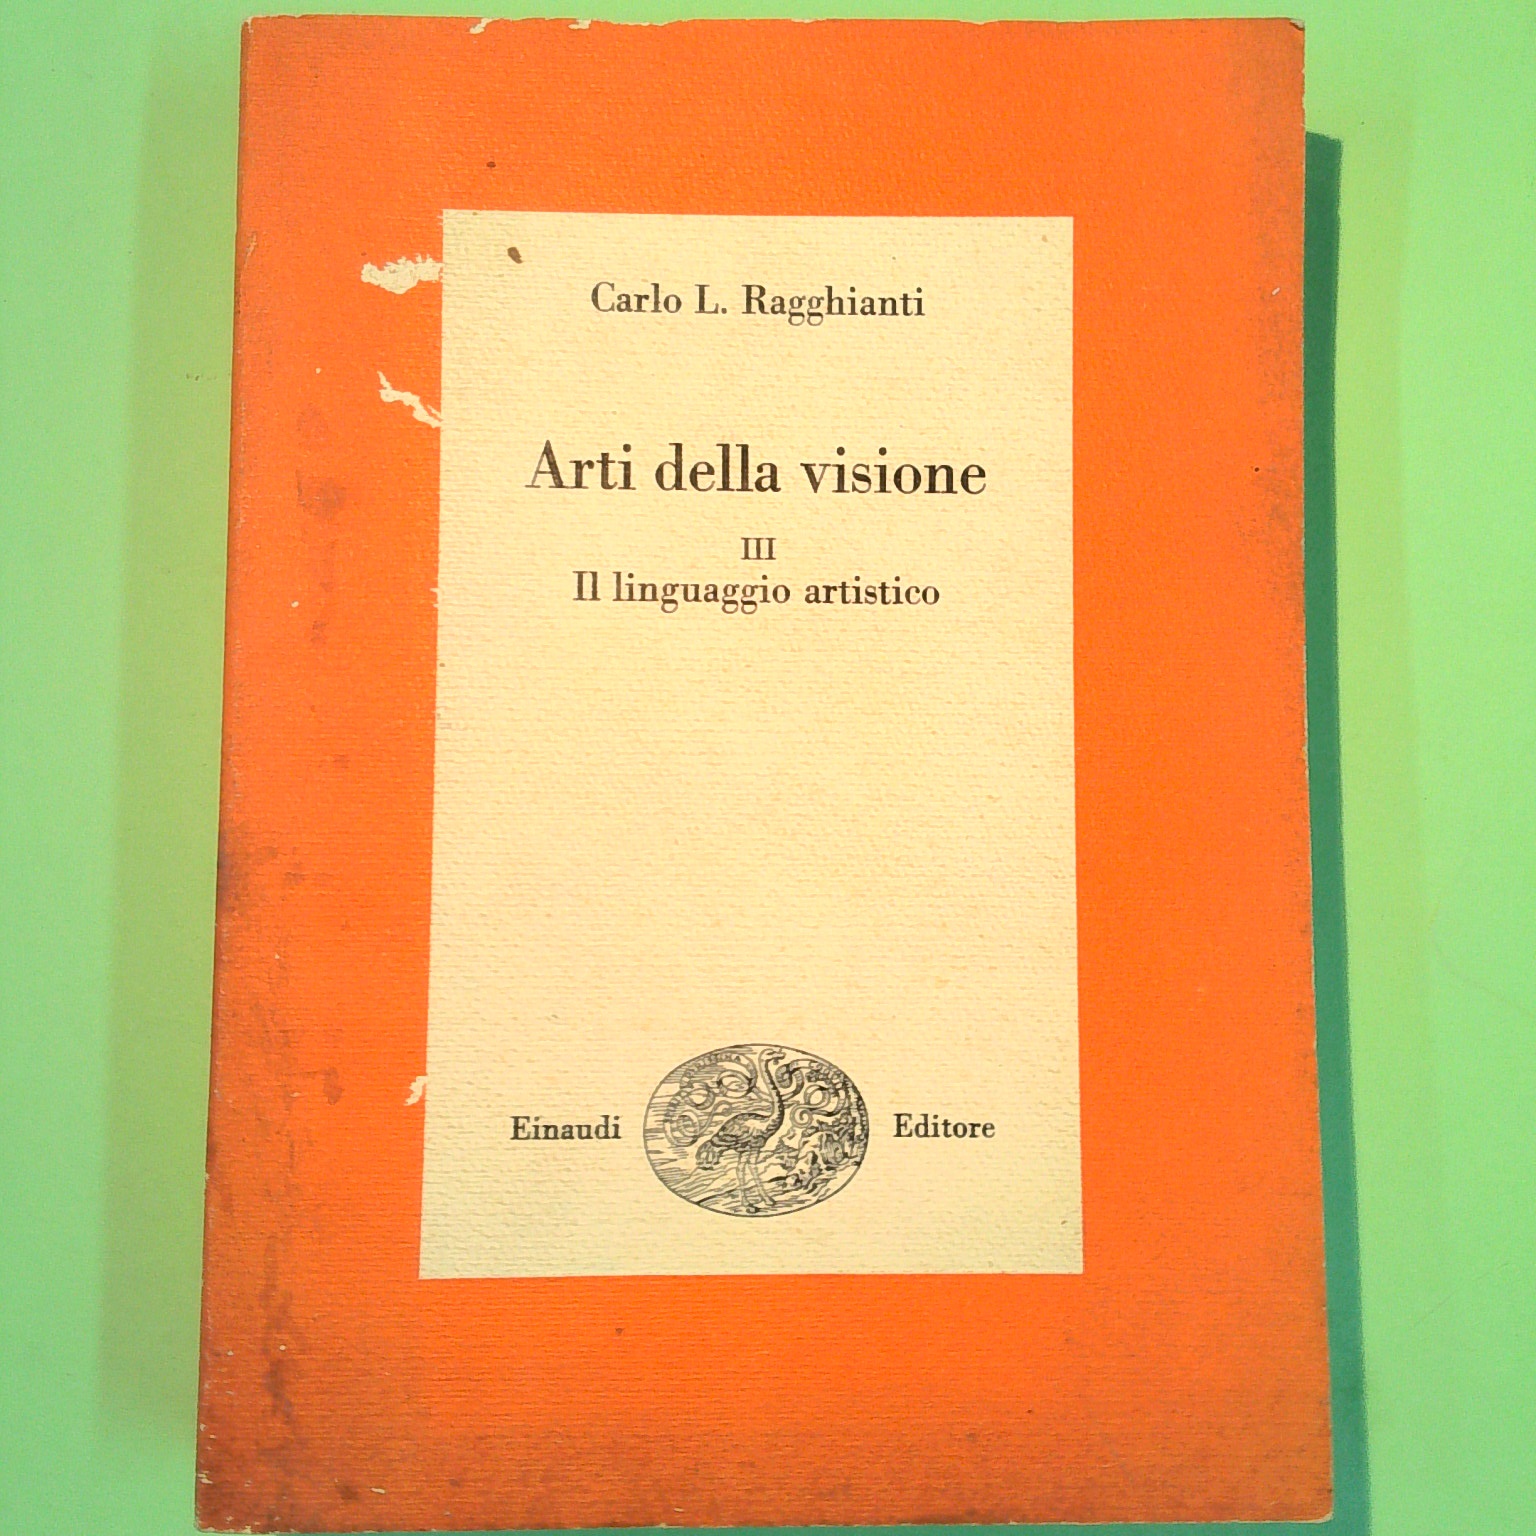 Carlo L. Ragghianti
Arti della visione
III
Il linguaggio artistico
Einaudi Editore